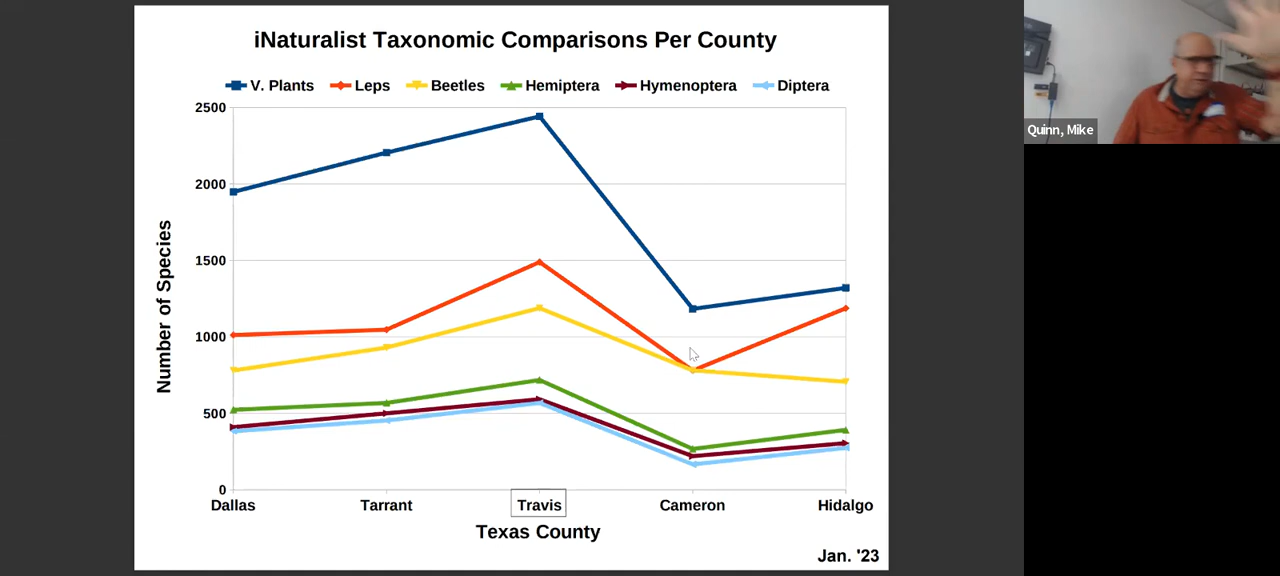 iNaturalist Taxonomic Comparisons Per County
V. Plants Leps Beetles Hemiptera Hymenoptera Diptera
2500
2000
1500
1000
500
0
Number of Species
Dallas Tarrant Travis Cameron Hidalgo
Texas County
Jan. '23
Quinn, Mike